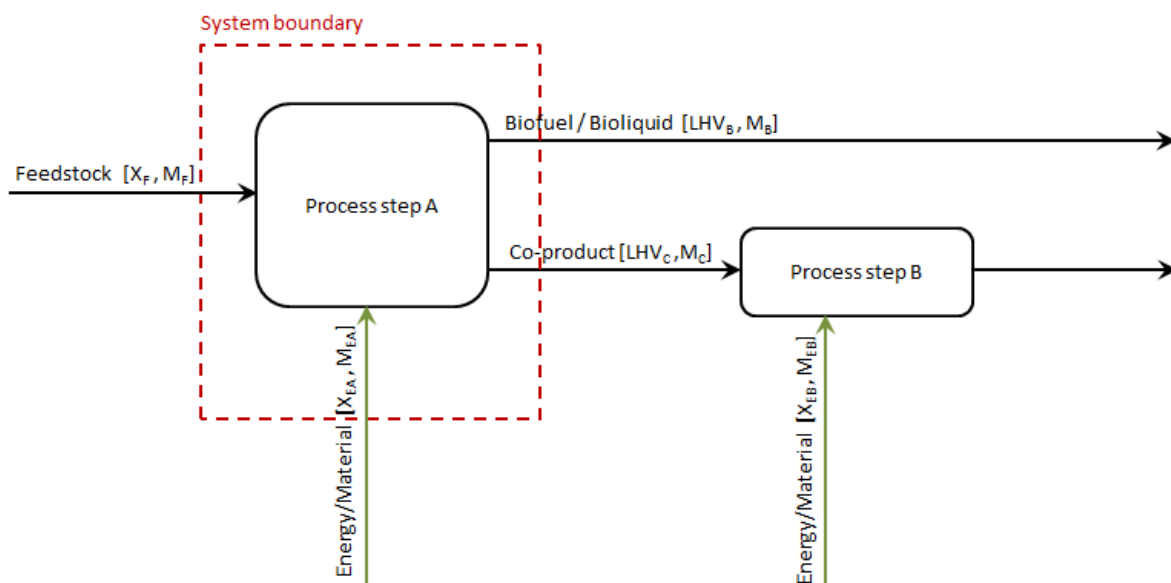 System boundary
Biofuel / Bioliquid [LHV_B, M_B]
Feedstock [X_F, M_F]
Process step A
Co-product [LHV_C, M_C]
Process step B
Energy/Material [X_EA, M_EA]
Energy/Material [X_EB, M_EB]